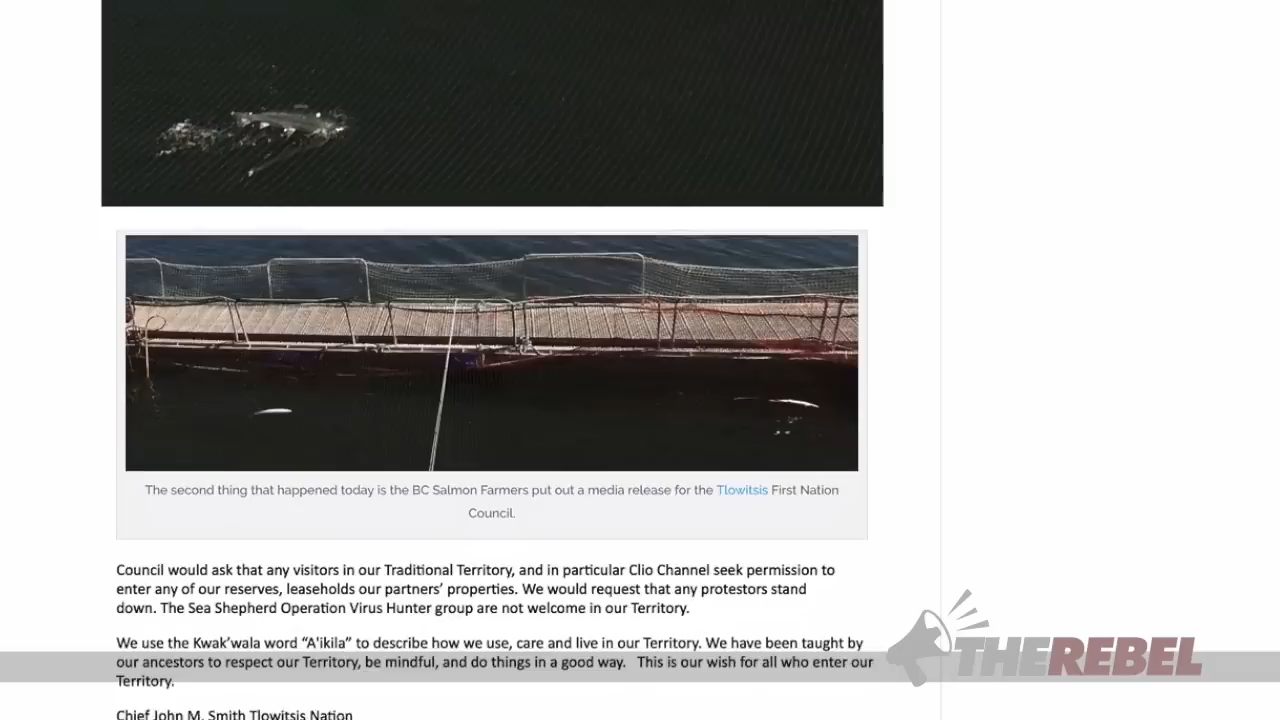 The second thing that happened today is the BC Salmon Farmers put out a media release for the Tlowitsis First Nation
Council.
Council would ask that any visitors in our Traditional Territory, and in particular Clio Channel seek permission to
enter any of our reserves, leaseholds our partners’ properties. We would request that any protestors stand
down. The Sea Shepherd Operation Virus Hunter group are not welcome in our Territory.
We use the Kwak’wala word “A'ikila” to describe how we use, care and live in our Territory. We have been taught by
our ancestors to respect our Territory, be mindful, and do things in a good way. This is our wish for all who enter our
Territory.
THEREBEL
Chief John M. Smith Tlowitsis Nation